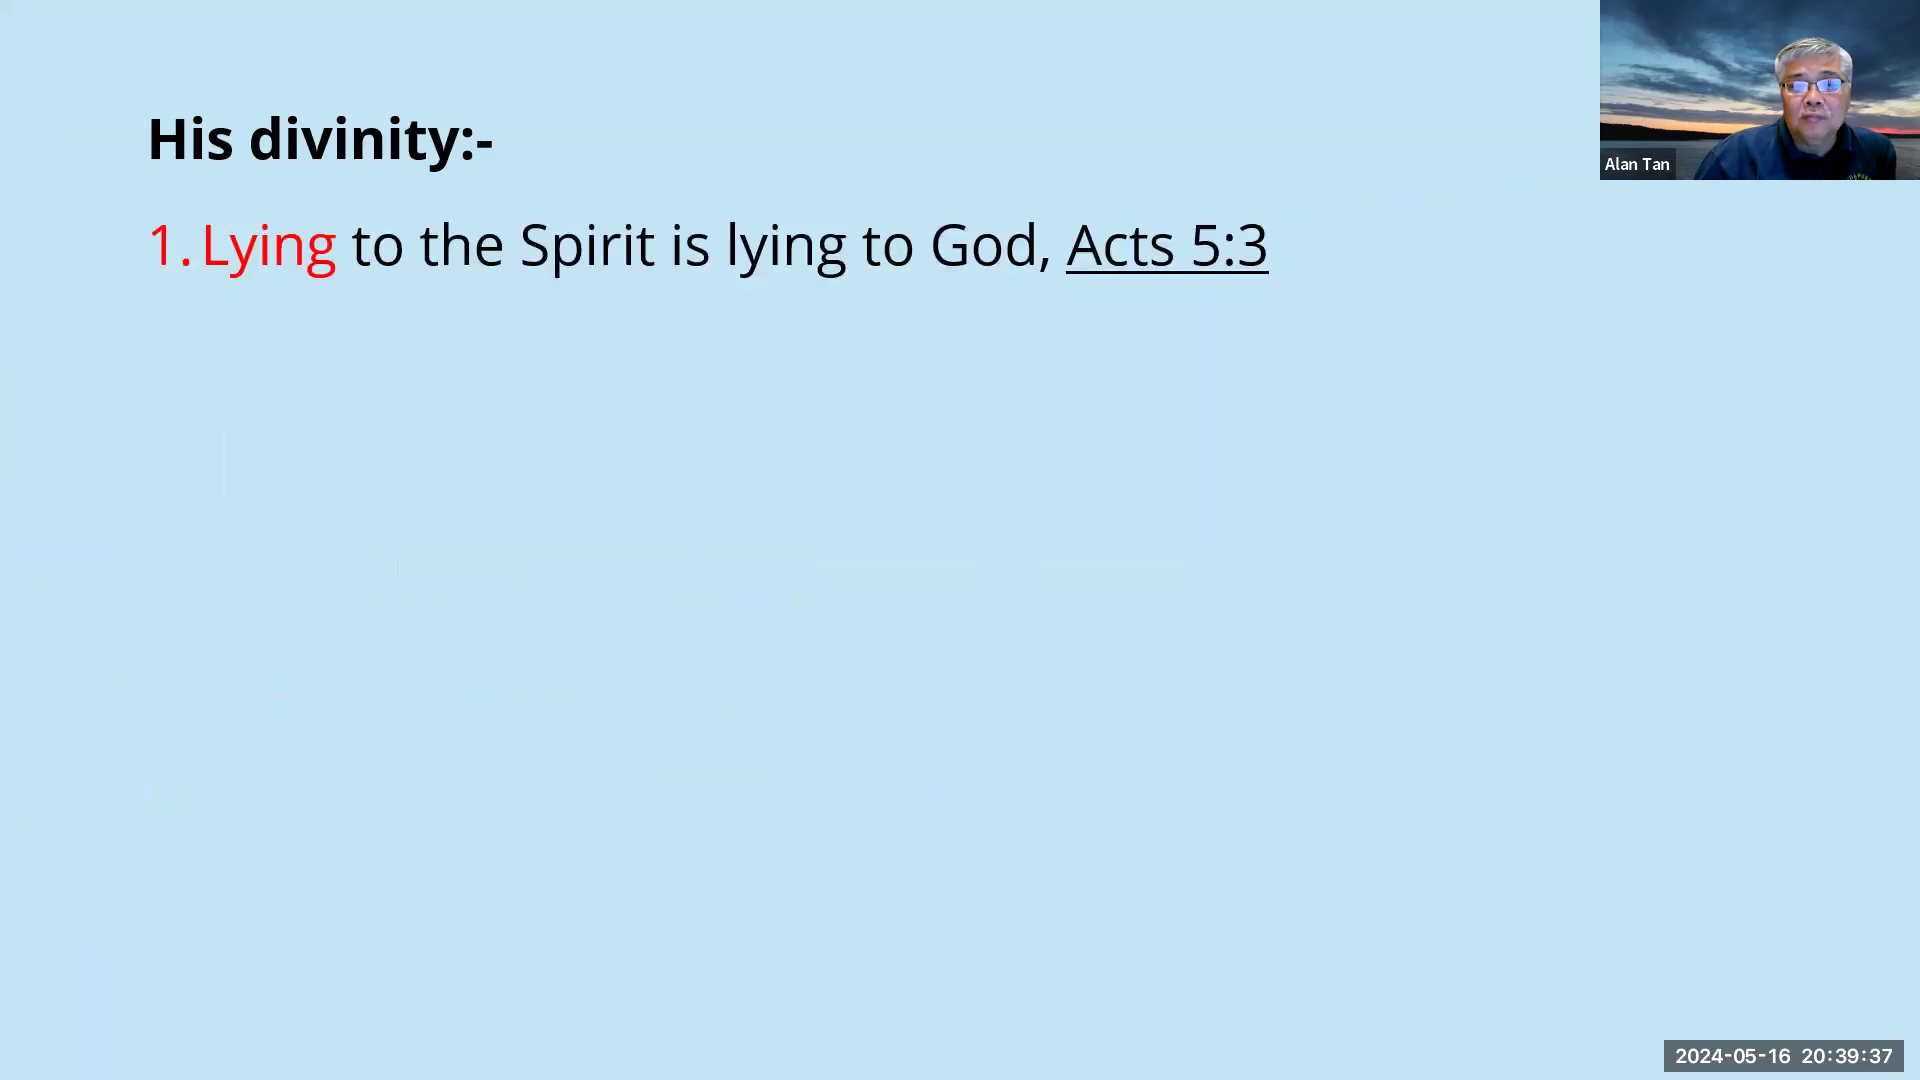 His divinity:-
1. Lying to the Spirit is lying to God, Acts 5:3
Alan Tan
2024-05-16 20:39:37